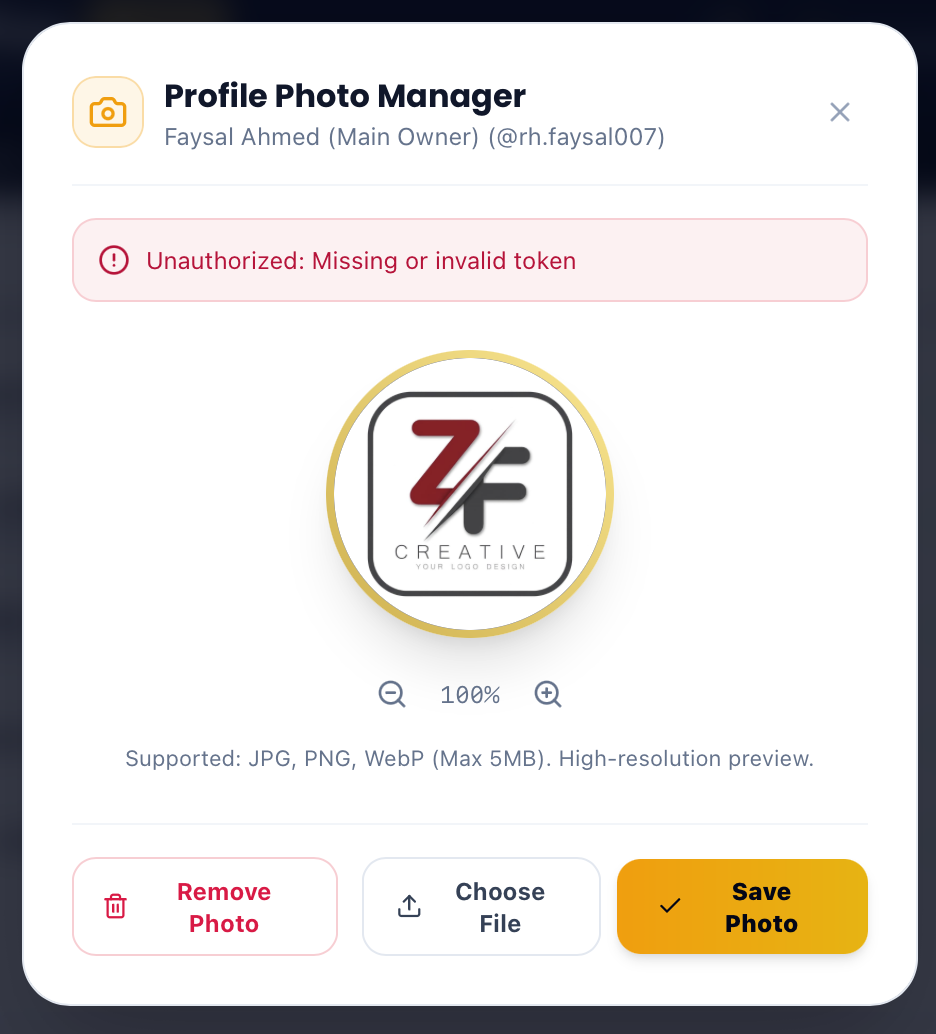 Profile Photo Manager
Faysal Ahmed (Main Owner) (@rh.faysal007)
Unauthorized: Missing or invalid token
ZF
CREATIVE
YOUR LOGO DESIGN
100%
Supported: JPG, PNG, WebP (Max 5MB). High-resolution preview.
Remove
Photo
Choose
File
Save
Photo